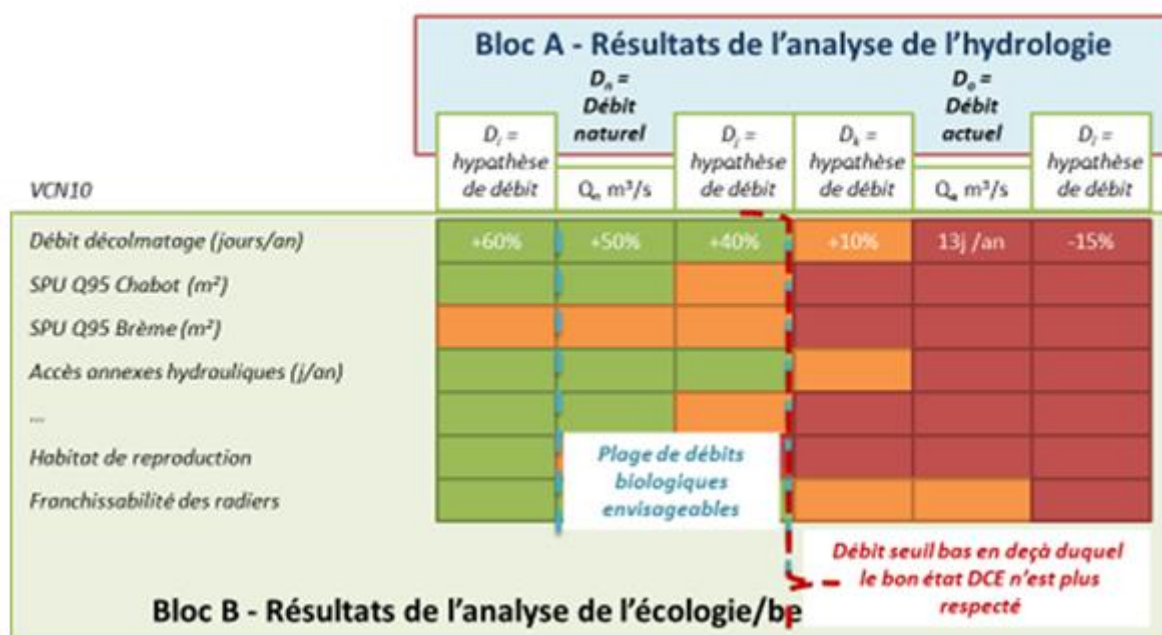 Bloc A - Résultats de l'analyse de l'hydrologie
Dn =
Débit
naturel
Do =
Débit
actuel
Di =
hypothèse
de débit
Qn m³/s
Dj =
hypothèse
de débit
Dk =
hypothèse
de débit
Qa m³/s
Dl =
hypothèse
de débit
VCN10
Débit décolmatage (jours/an) +60% +50% +40% +10% 13j /an -15%
SPU Q95 Chabot (m²)
SPU Q95 Brème (m²)
Accès annexes hydrauliques (j/an)
...
Habitat de reproduction
Franchissabilité des radiers
Plage de débits
biologiques
envisageables
Débit seuil bas en deçà duquel
le bon état DCE n'est plus
respecté
Bloc B - Résultats de l'analyse de l'écologie/be